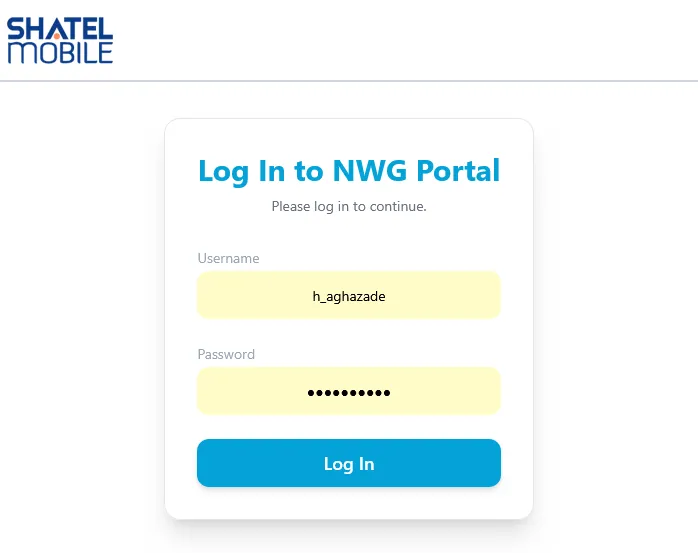 SHATEL
MOBILE
Log In to NWG Portal
Please log in to continue.
Username
h_aghazade
Password
••••••••••
Log In